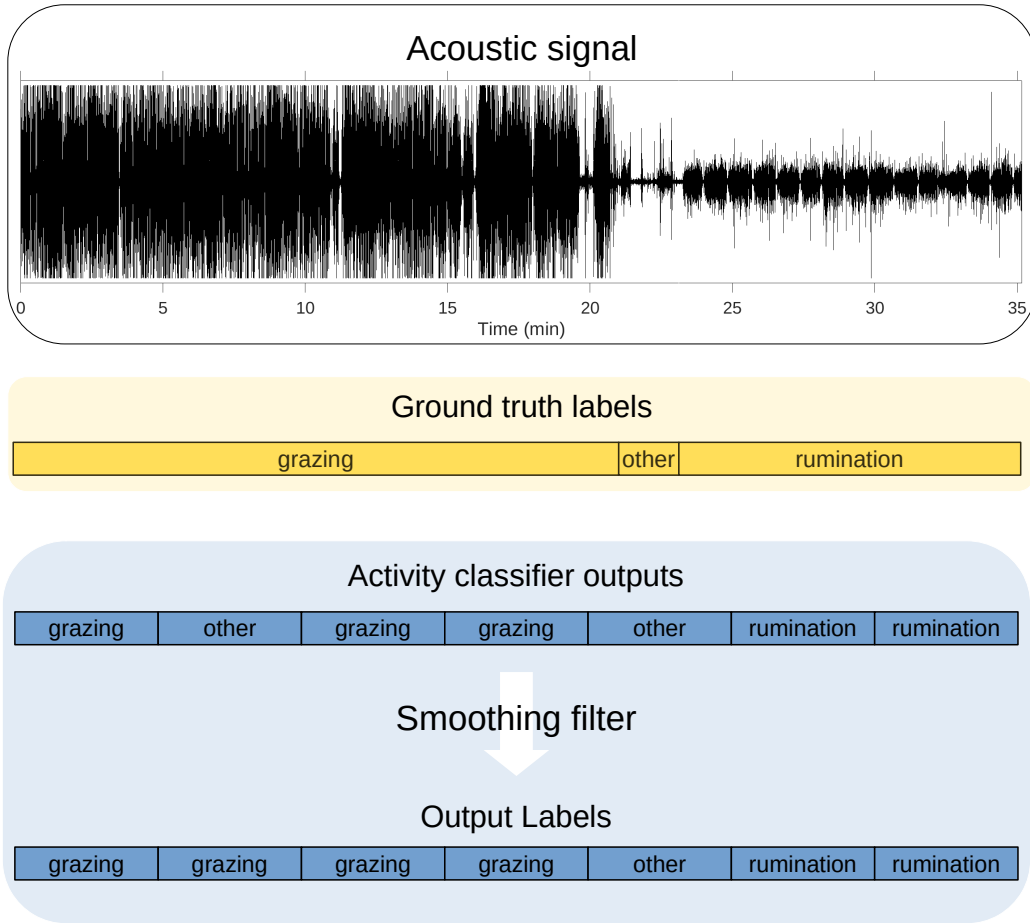 Acoustic signal
0 5 10 15 20 25 30 35
Time (min)
Ground truth labels
grazing other rumination
Activity classifier outputs
grazing other grazing grazing other rumination rumination
Smoothing filter
Output Labels
grazing grazing grazing grazing other rumination rumination